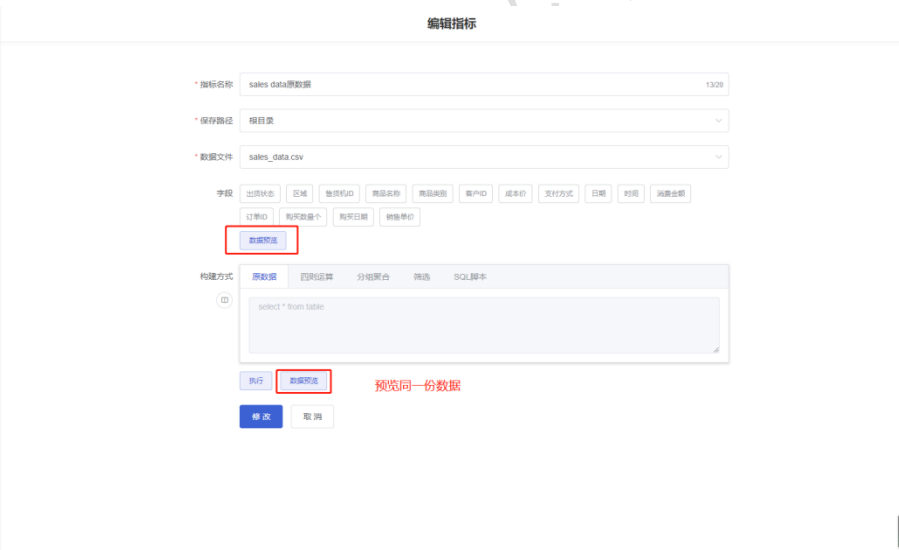 编辑指标
* 指标名称 sales data原数据 13/20
* 保存路径 根目录
* 数据文件 sales_data.csv
字段 出货状态 区域 售货机ID 商品名称 商品类别 客户ID 成本价 支付方式 日期 时间 消费金额
订单ID 购买数量个 购买日期 销售单价
数据预览
构建方式 原数据 四则运算 分组聚合 筛选 SQL脚本
select * from table
执行 数据预览 预览同一份数据
修改 取消